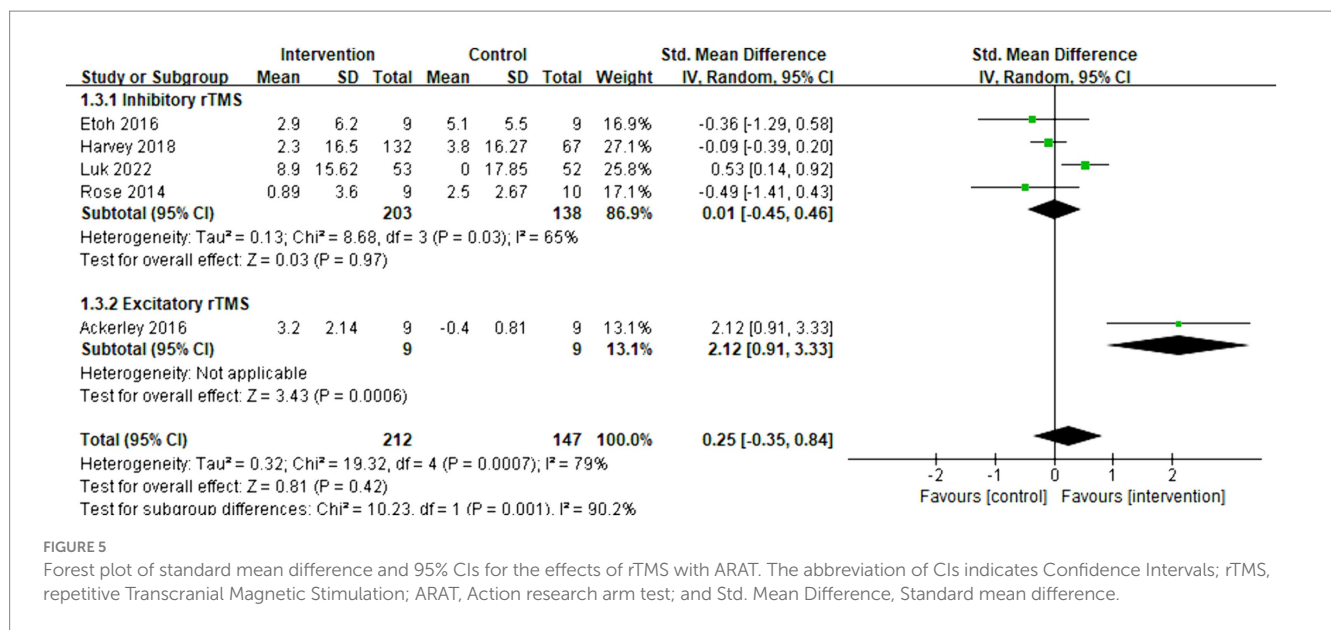 Intervention Control Std. Mean Difference Std. Mean Difference
Study or Subgroup Mean SD Total Mean SD Total Weight IV, Random, 95% CI IV, Random, 95% CI
1.3.1 Inhibitory rTMS
Etoh 2016 2.9 6.2 9 5.1 5.5 9 16.9% -0.36 [-1.29, 0.58]
Harvey 2018 2.3 16.5 132 3.8 16.27 67 27.1% -0.09 [-0.39, 0.20]
Luk 2022 8.9 15.62 53 0 17.85 52 25.8% 0.53 [0.14, 0.92]
Rose 2014 0.89 3.6 9 2.5 2.67 10 17.1% -0.49 [-1.41, 0.43]
Subtotal (95% CI) 203 138 86.9% 0.01 [-0.45, 0.46]
Heterogeneity: Tau² = 0.13; Chi² = 8.68, df = 3 (P = 0.03); I² = 65%
Test for overall effect: Z = 0.03 (P = 0.97)
1.3.2 Excitatory rTMS
Ackerley 2016 3.2 2.14 9 -0.4 0.81 9 13.1% 2.12 [0.91, 3.33]
Subtotal (95% CI) 9 9 13.1% 2.12 [0.91, 3.33]
Heterogeneity: Not applicable
Test for overall effect: Z = 3.43 (P = 0.0006)
Total (95% CI) 212 147 100.0% 0.25 [-0.35, 0.84]
Heterogeneity: Tau² = 0.32; Chi² = 19.32, df = 4 (P = 0.0007); I² = 79%
Test for overall effect: Z = 0.81 (P = 0.42)
Test for subgroup differences: Chi² = 10.23, df = 1 (P = 0.001), I² = 90.2%
-2 -1 0 1 2
Favours [control] Favours [intervention]
FIGURE 5
Forest plot of standard mean difference and 95% CIs for the effects of rTMS with ARAT. The abbreviation of CIs indicates Confidence Intervals; rTMS,
repetitive Transcranial Magnetic Stimulation; ARAT, Action research arm test; and Std. Mean Difference, Standard mean difference.